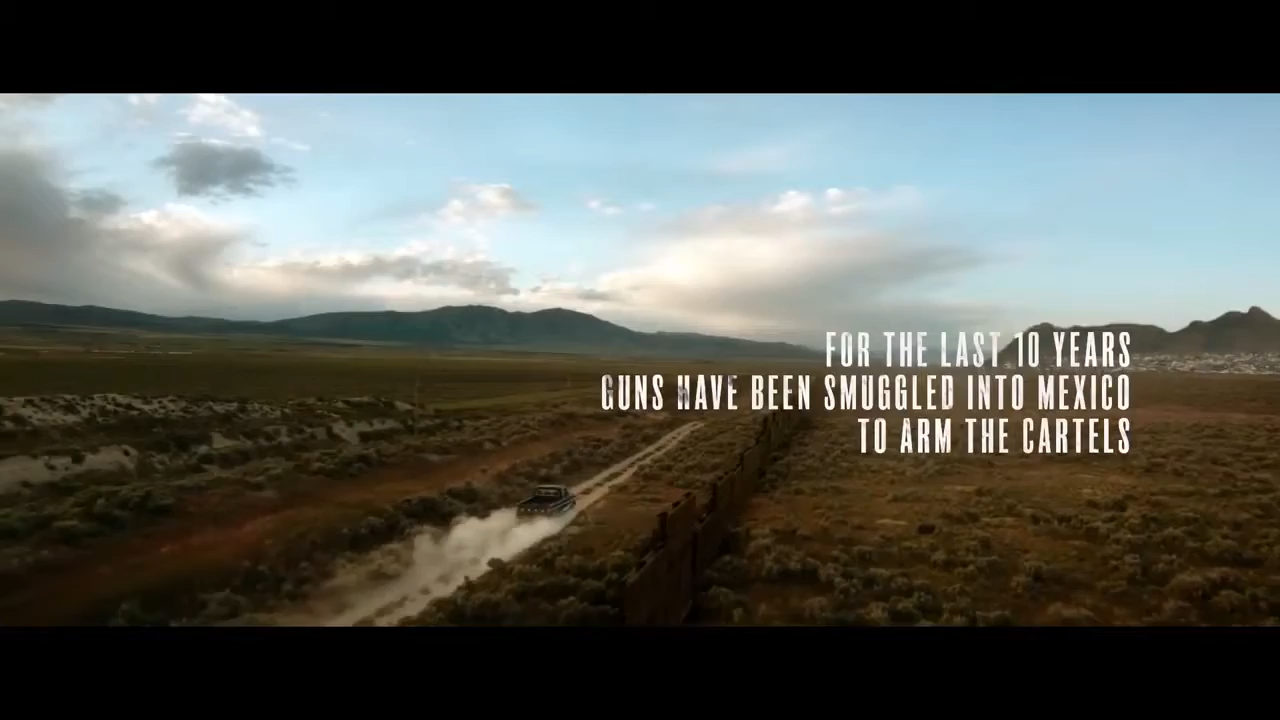 FOR THE LAST 10 YEARS
GUNS HAVE BEEN SMUGGLED INTO MEXICO
TO ARM THE CARTELS